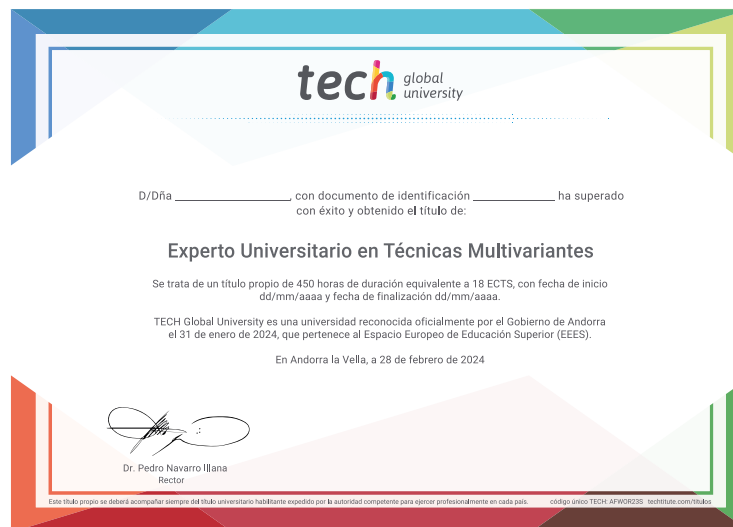 tech global
university
D/Dña ______________, con documento de identificación __________ ha superado
con éxito y obtenido el título de:
Experto Universitario en Técnicas Multivariantes
Se trata de un título propio de 450 horas de duración equivalente a 18 ECTS, con fecha de inicio
dd/mm/aaaa y fecha de finalización dd/mm/aaaa.
TECH Global University es una universidad reconocida oficialmente por el Gobierno de Andorra
el 31 de enero de 2024, que pertenece al Espacio Europeo de Educación Superior (EEES).
En Andorra la Vella, a 28 de febrero de 2024
Dr. Pedro Navarro Illana
Rector
Este título propio se deberá acompañar siempre del título universitario habilitante expedido por la autoridad competente para ejercer profesionalmente en cada país. código único TECH: AFWOR23S techtitute.com/titulos